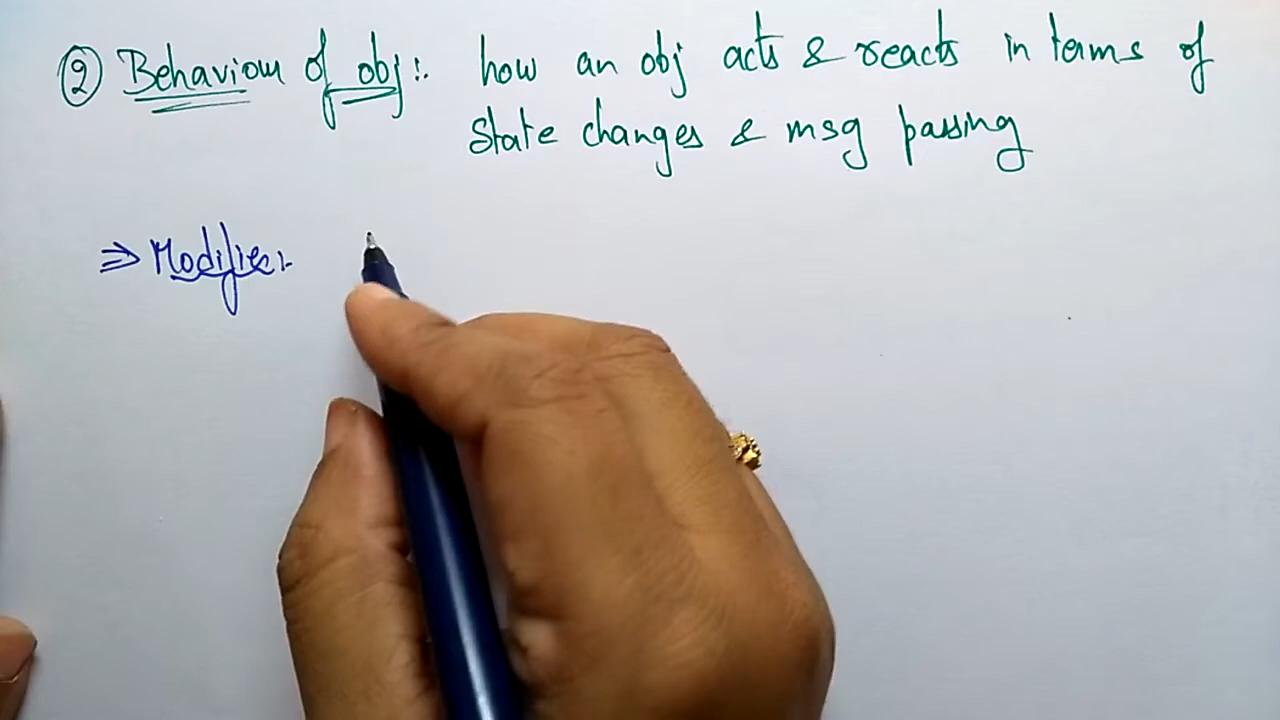 ② Behaviour of obj:- how an obj acts & reacts in terms of
State changes & msg passing
⇒ Modifier:-